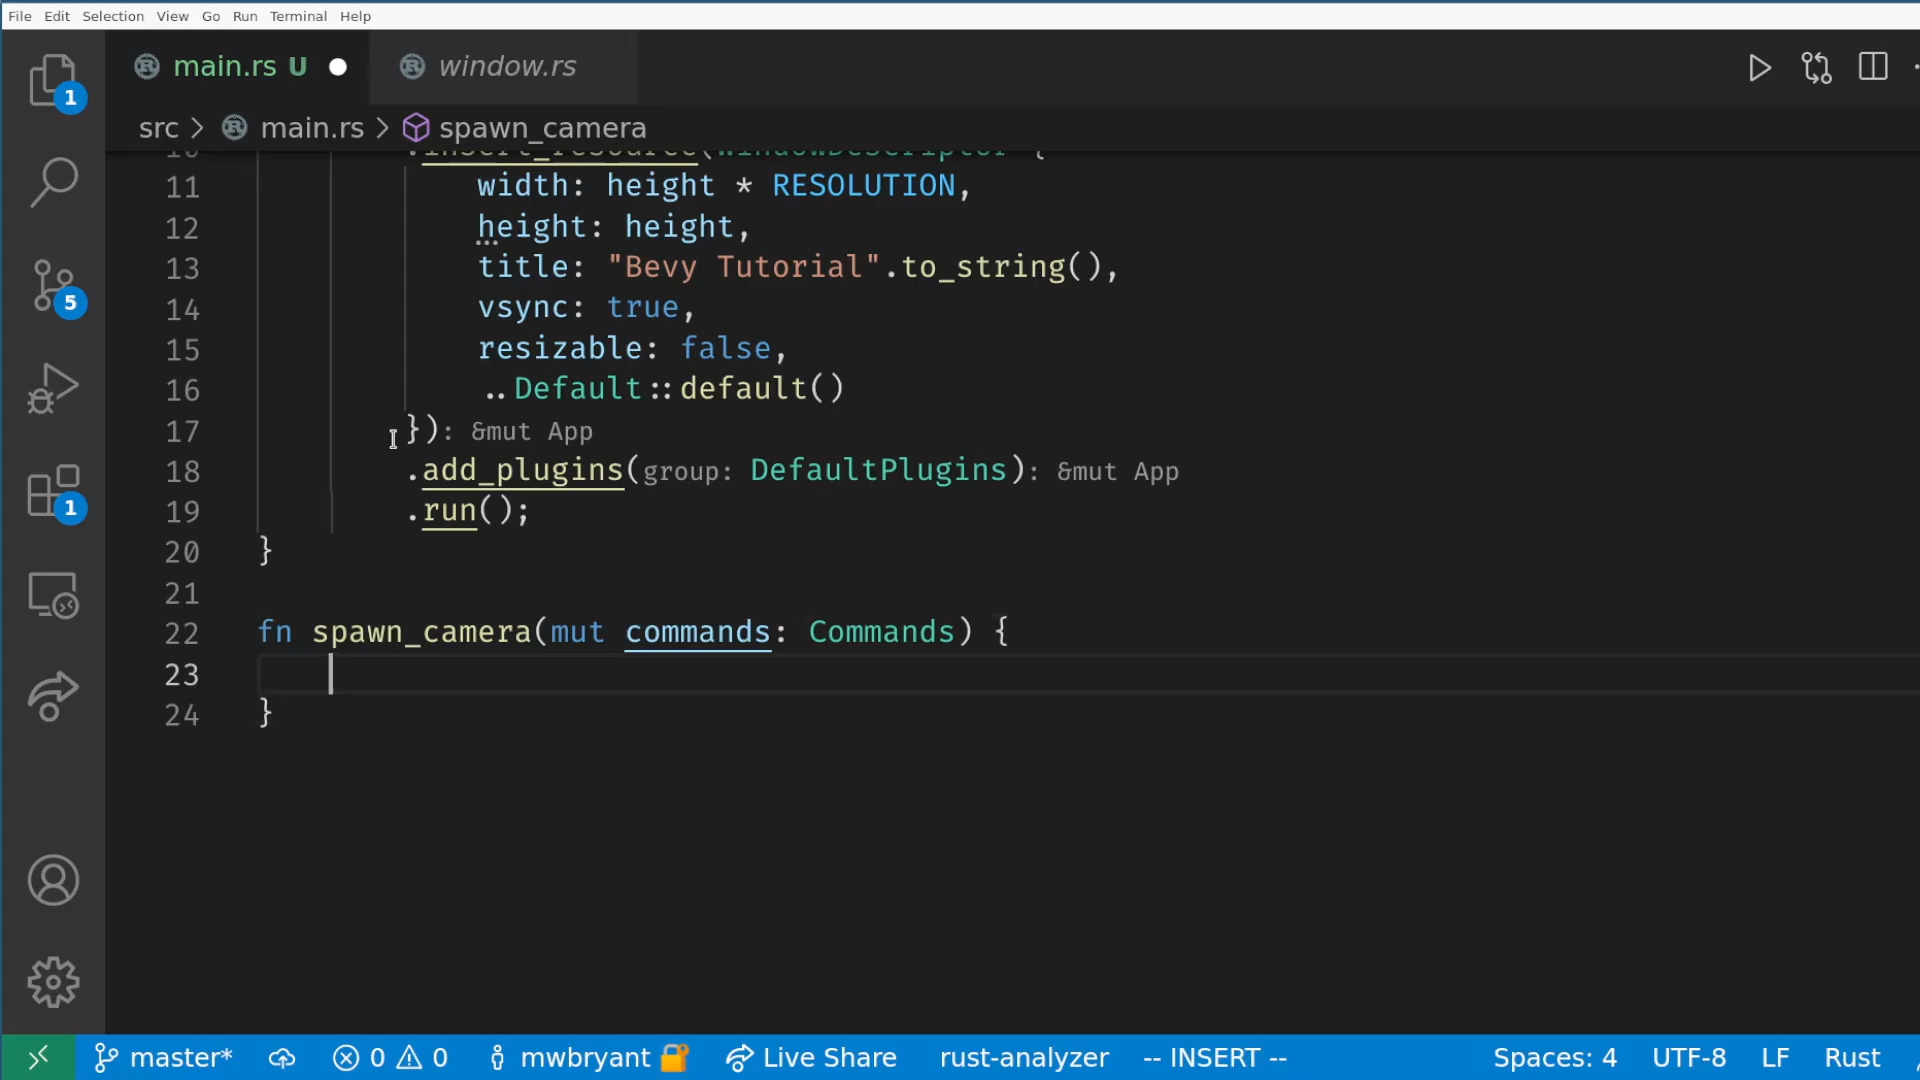 File Edit Selection View Go Run Terminal Help
main.rs U window.rs
src > main.rs > spawn_camera
10 .insert_resource(WindowDescriptor {
11 width: height * RESOLUTION,
12 height: height,
13 title: "Bevy Tutorial".to_string(),
14 vsync: true,
15 resizable: false,
16 ..Default::default()
17 }): &mut App
18 .add_plugins(group: DefaultPlugins): &mut App
19 .run();
20 }
21
22 fn spawn_camera(mut commands: Commands) {
23
24 }
1
5
1
master* 0 0 mwbryant Live Share rust-analyzer -- INSERT -- Spaces: 4 UTF-8 LF Rust